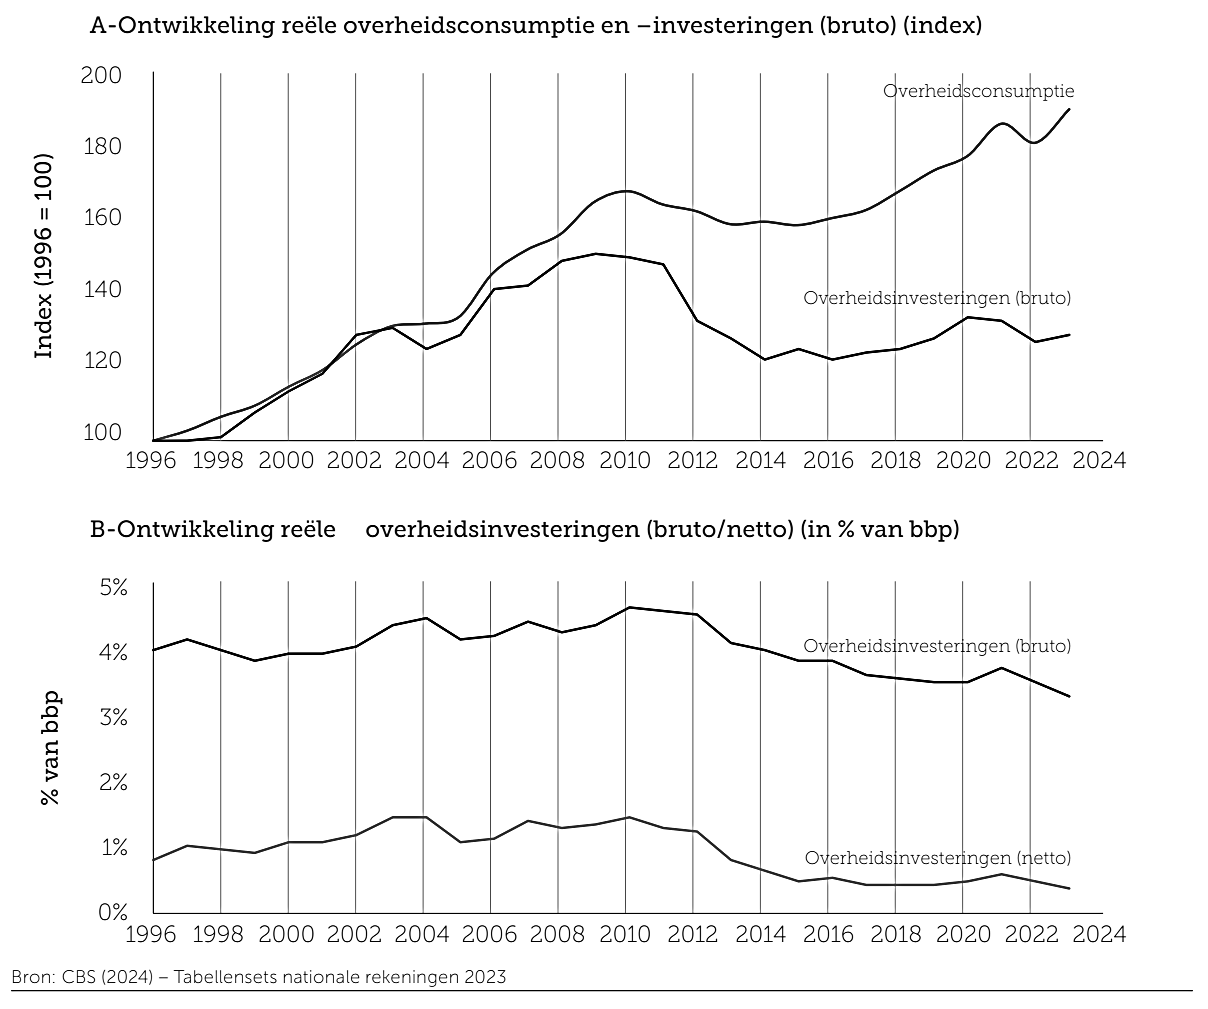 A-Ontwikkeling reële overheidsconsumptie en –investeringen (bruto) (index)
200
Overheidsconsumptie
180
160
140
Overheidsinvesteringen (bruto)
120
100
Index (1996 = 100)
1996 1998 2000 2002 2004 2006 2008 2010 2012 2014 2016 2018 2020 2022 2024
B-Ontwikkeling reële overheidsinvesteringen (bruto/netto) (in % van bbp)
5%
4%
Overheidsinvesteringen (bruto)
3%
2%
1%
Overheidsinvesteringen (netto)
0%
% van bbp
1996 1998 2000 2002 2004 2006 2008 2010 2012 2014 2016 2018 2020 2022 2024
Bron: CBS (2024) – Tabellensets nationale rekeningen 2023